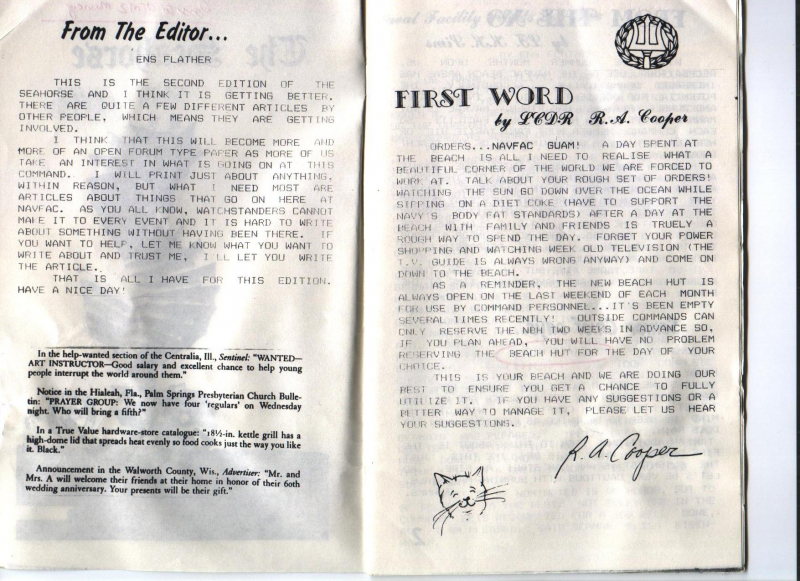 From The Editor...
ENS FLATHER
THIS IS THE SECOND EDITION OF THE
SEAHORSE AND I THINK IT IS GETTING BETTER.
THERE ARE QUITE A FEW DIFFERENT ARTICLES BY
OTHER PEOPLE, WHICH MEANS THEY ARE GETTING
INVOLVED.
I THINK THAT THIS WILL BECOME MORE AND
MORE OF AN OPEN FORUM TYPE PAPER AS MORE OF US
TAKE AN INTEREST IN WHAT IS GOING ON AT THIS
COMMAND. I WILL PRINT JUST ABOUT ANYTHING,
WITHIN REASON, BUT WHAT I NEED MOST ARE
ARTICLES ABOUT THINGS THAT GO ON HERE AT
NAVFAC. AS YOU ALL KNOW, WATCHSTANDERS CANNOT
MAKE IT TO EVERY EVENT AND IT IS HARD TO WRITE
ABOUT SOMETHING WITHOUT HAVING BEEN THERE. IF
YOU WANT TO HELP, LET ME KNOW WHAT YOU WANT TO
WRITE ABOUT AND TRUST ME, I LL LET YOU WRITE
THE ARTICLE.
THAT IS ALL I HAVE FOR THIS EDITION.
HAVE A NICE DAY!
In the help-wanted section of the Centralia, Ill., Sentinel: "WANTED—
ART INSTRUCTOR—Good salary and excellent chance to help young
people interrupt the world around them."
Notice in the Hialeah, Fla., Palm Springs Presbyterian Church Bulle-
tin: "PRAYER GROUP: We now have four 'regulars' on Wednesday
night. Who will bring a fifth?"
In a True Value hardware-store catalogue: "18½-in. kettle grill has a
high-dome lid that spreads heat evenly so food cooks just the way you like
it. Black."
Announcement in the Walworth County, Wis., Advertiser: "Mr. and
Mrs. A will welcome their friends at their home in honor of their 60th
wedding anniversary. Your presents will be their gift."
FIRST WORD
by LCDR R.A. Cooper
ORDERS...NAVFAC GUAM! A DAY SPENT AT
THE BEACH IS ALL I NEED TO REALISE WHAT A
BEAUTIFUL CORNER OF THE WORLD WE ARE FORCED TO
WORK AT. TALK ABOUT YOUR ROUGH SET OF ORDERS!
WATCHING THE SUN GO DOWN OVER THE OCEAN WHILE
SIPPING ON A DIET COKE (HAVE TO SUPPORT THE
NAVY'S BODY FAT STANDARDS) AFTER A DAY AT THE
BEACH WITH FAMILY AND FRIENDS IS TRUELY A
ROUGH WAY TO SPEND THE DAY. FORGET YOUR POWER
SHOPPING AND WATCHING WEEK OLD TELEVISION (THE
T.V. GUIDE IS ALWAYS WRONG ANYWAY) AND COME ON
DOWN TO THE BEACH.
AS A REMINDER, THE NEW BEACH HUT IS
ALWAYS OPEN ON THE LAST WEEKEND OF EACH MONTH
FOR USE BY COMMAND PERSONNEL...IT'S BEEN EMPTY
SEVERAL TIMES RECENTLY! OUTSIDE COMMANDS CAN
ONLY RESERVE THE NBH TWO WEEKS IN ADVANCE SO,
IF YOU PLAN AHEAD, YOU WILL HAVE NO PROBLEM
RESERVING THE BEACH HUT FOR THE DAY OF YOUR
CHOICE.
THIS IS YOUR BEACH AND WE ARE DOING OUR
BEST TO ENSURE YOU GET A CHANCE TO FULLY
UTILIZE IT. IF YOU HAVE ANY SUGGESTIONS OR A
BETTER WAY TO MANAGE IT, PLEASE LET US HEAR
YOUR SUGGESTIONS.
R.A. Cooper